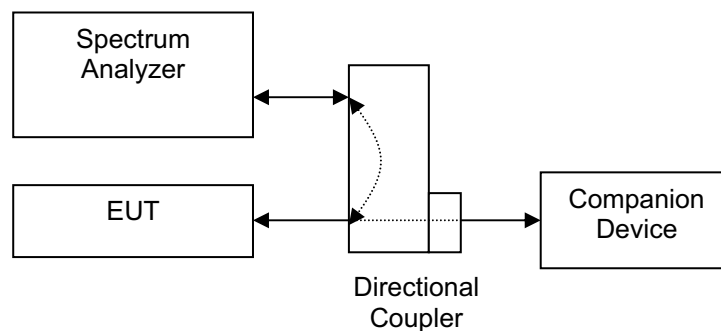 Spectrum
Analyzer
EUT
Companion
Device
Directional
Coupler